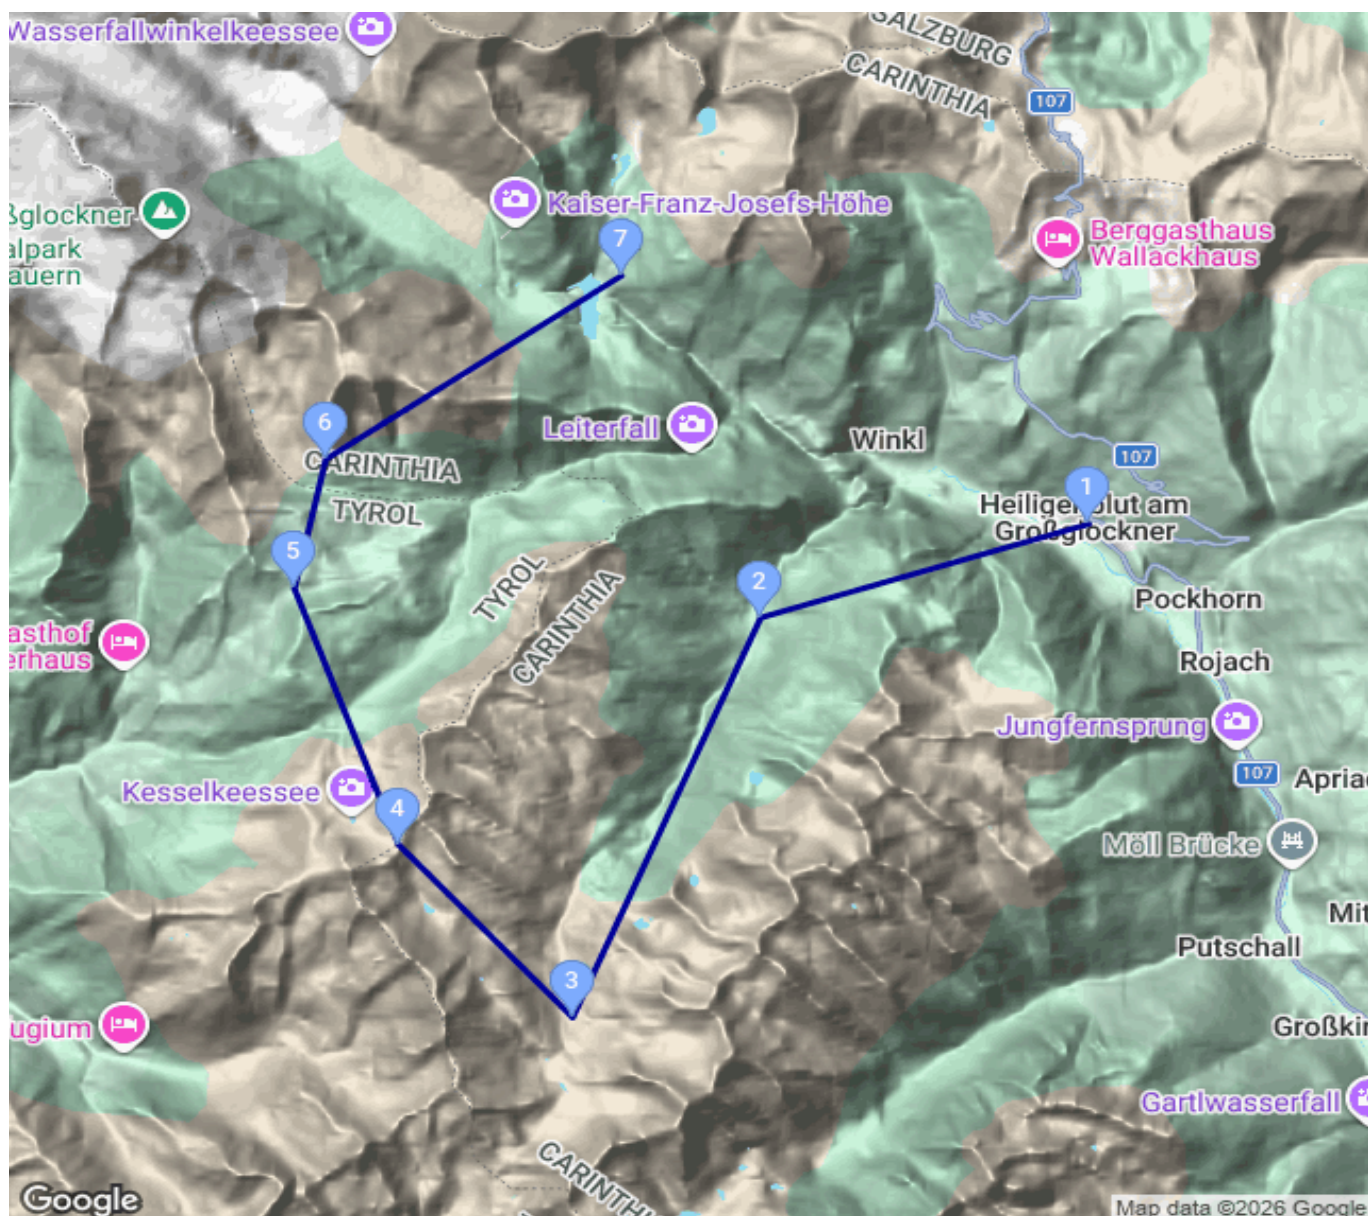 Wasserfallwinkelkeessee
SALZBURG
CARINTHIA
107
ßglockner
alpark
auern
Kaiser-Franz-Josefs-Höhe
Berggasthaus
Wallackhaus
7
6
Leiterfall
Winkl
107
CARINTHIA
TYROL
1
Heiligenblut am
Großglockner
5
2
TYROL
CARINTHIA
Pockhorn
asthof
erhaus
Rojach
Jungfernsprung
107
Apriac
Kesselkeessee
4
Möll Brücke
Mit
Putschall
3
ugium
Großkir
Gartlwasserfall
CARINTHI
Google
Map data ©2026 Google